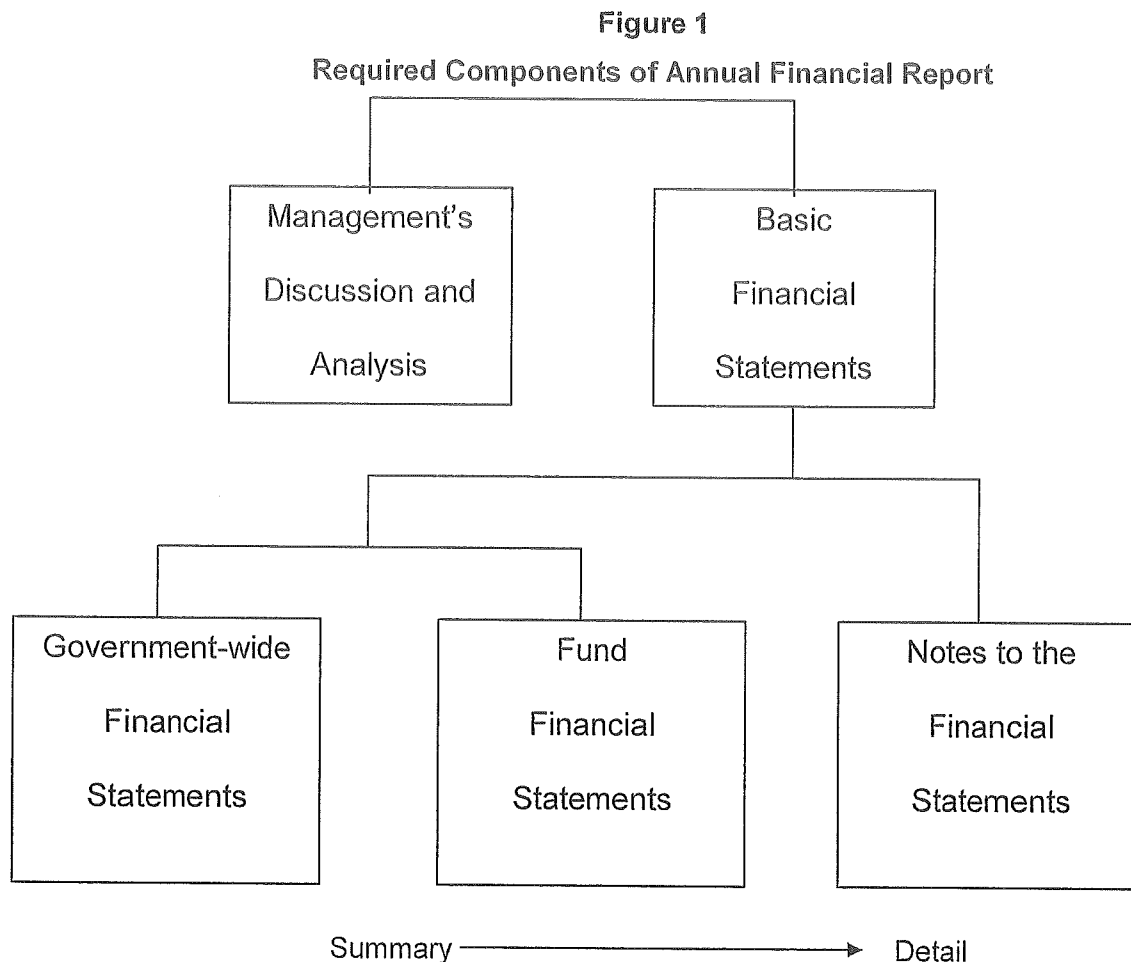 Figure 1
Required Components of Annual Financial Report
Management's
Discussion and
Analysis
Basic
Financial
Statements
Government-wide
Financial
Statements
Fund
Financial
Statements
Notes to the
Financial
Statements
Summary
Detail